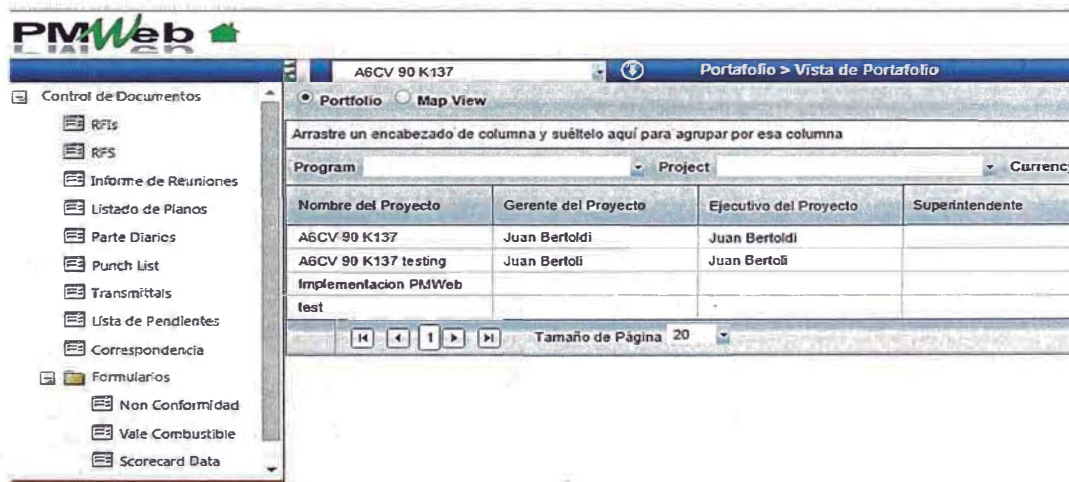 PMWeb
A6CV 90 K137
Portafolio > Vista de Portafolio
Control de Documentos
RFIs
RFS
Informe de Reuniones
Listado de Planos
Parte Diarios
Punch List
Transmittals
Lista de Pendientes
Correspondencia
Formularios
Non Conformidad
Vale Combustible
Scorecard Data
Portfolio Map View
Arrastre un encabezado de columna y suéltelo aquí para agrupar por esa columna
Program Project Currency
Nombre del Proyecto Gerente del Proyecto Ejecutivo del Proyecto Superintendente
A6CV 90 K137 Juan Bertoldi Juan Bertoldi
A6CV 90 K137 testing Juan Bertoli Juan Bertoli
Implementacion PMWeb
test
1 Tamaño de Página 20